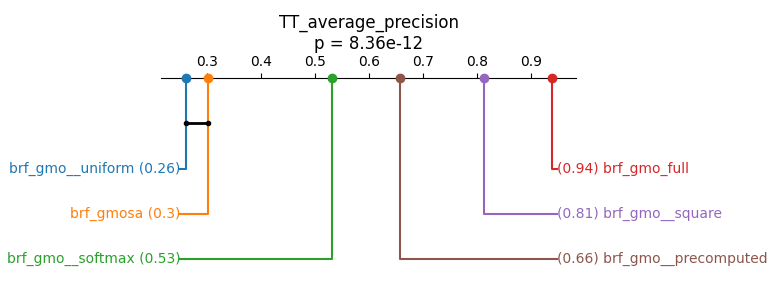 TT_average_precision
p = 8.36e-12
0.3 0.4 0.5 0.6 0.7 0.8 0.9
brf_gmo__uniform (0.26) (0.94) brf_gmo_full
brf_gmosa (0.3) (0.81) brf_gmo__square
brf_gmo__softmax (0.53) (0.66) brf_gmo__precomputed